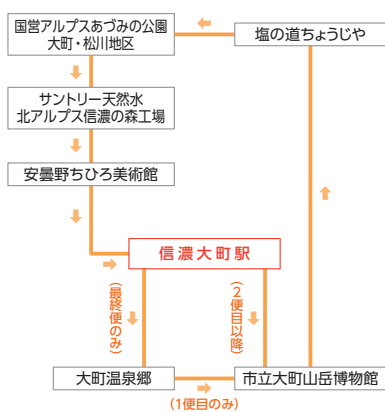 国営アルプスあづみの公園
大町・松川地区
塩の道ちょうじや
サントリー天然水
北アルプス信濃の森工場
安曇野ちひろ美術館
信濃大町駅
(最終便のみ)
(2便目以降)
大町温泉郷
市立大町山岳博物館
(1便目のみ)